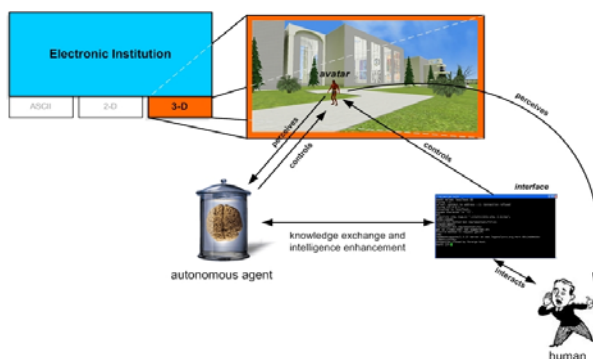 Electronic Institution
ASCII
2-D
3-D
avatar
perceives
controls
controls
perceives
interface
knowledge exchange and
intelligence enhancement
autonomous agent
interacts
human